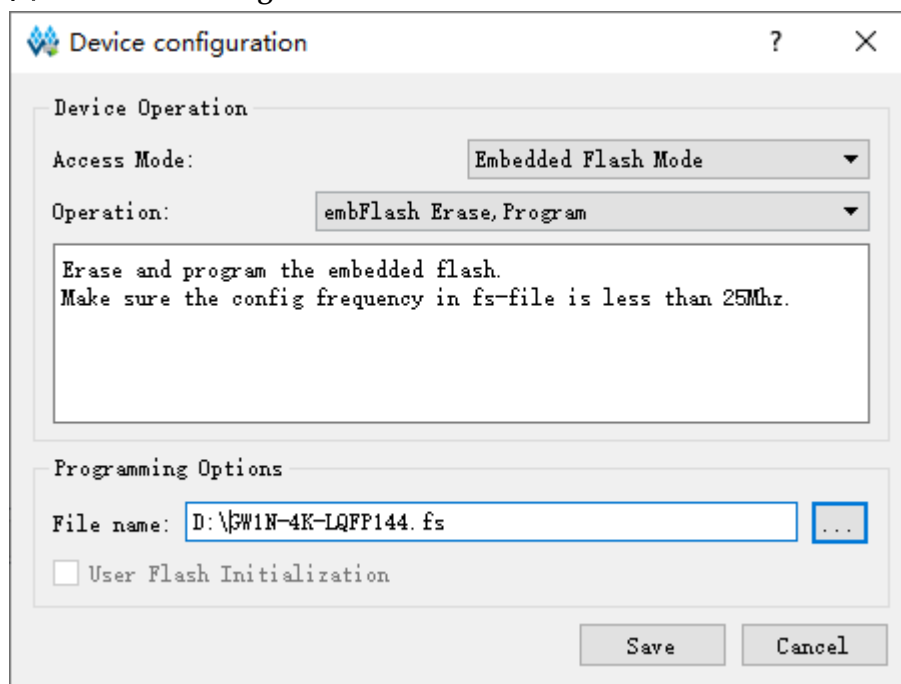 Device configuration ? ×
Device Operation
Access Mode: Embedded Flash Mode
Operation: embFlash Erase,Program
Erase and program the embedded flash.
Make sure the config frequency in fs-file is less than 25Mhz.
Programming Options
File name: D:\GW1N-4K-LQFP144.fs ...
User Flash Initialization
Save Cancel